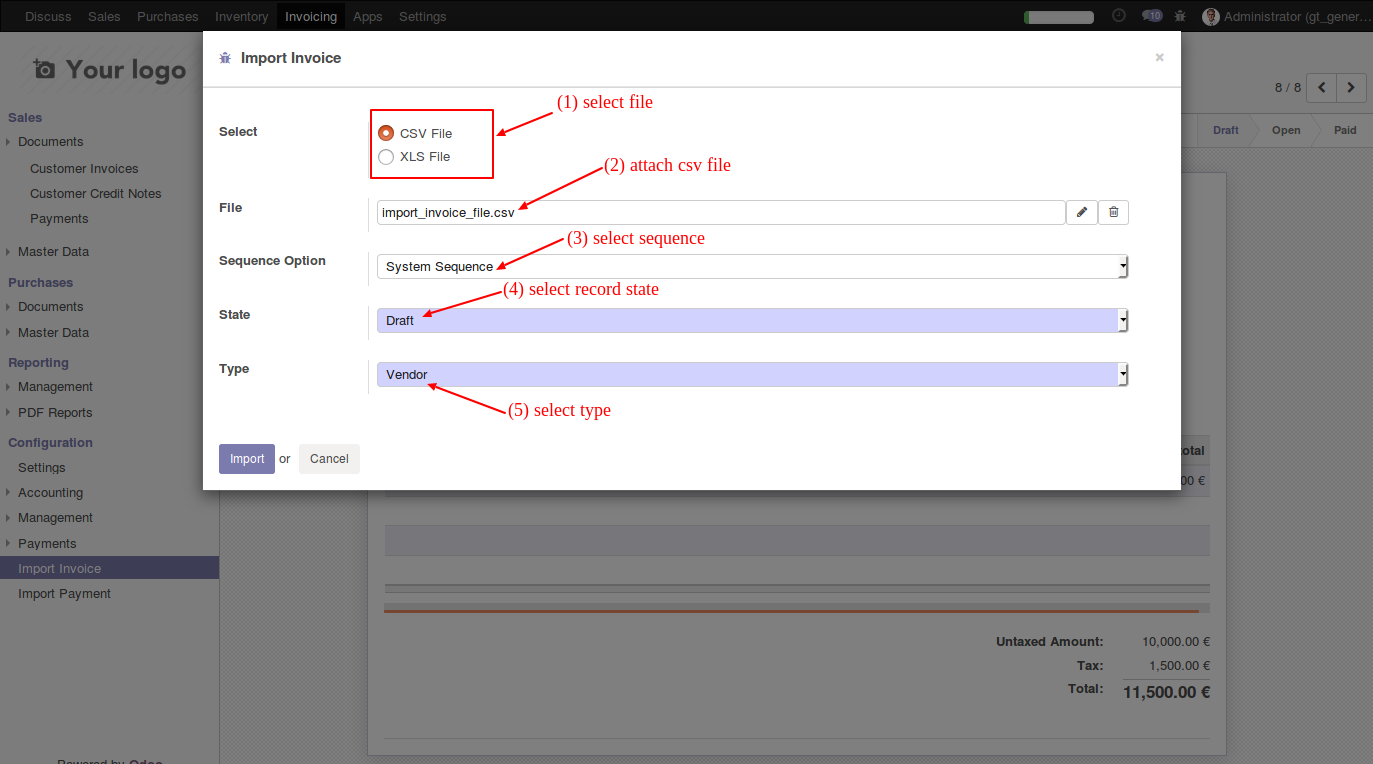 Discuss Sales Purchases Inventory Invoicing Apps Settings 10 Administrator (gt_gener...
Your logo
Import Invoice ×
8 / 8
Draft Open Paid
Sales
Documents
Customer Invoices
Customer Credit Notes
Payments
Master Data
Purchases
Documents
Master Data
Reporting
Management
PDF Reports
Configuration
Settings
Accounting
Management
Payments
Import Invoice
Import Payment
Powered by Odoo
(1) select file
Select
CSV File
XLS File
(2) attach csv file
File
import_invoice_file.csv
(3) select sequence
Sequence Option
System Sequence
(4) select record state
State
Draft
Type
Vendor
(5) select type
Import or Cancel
otal
00 €
Untaxed Amount: 10,000.00 €
Tax: 1,500.00 €
Total: 11,500.00 €